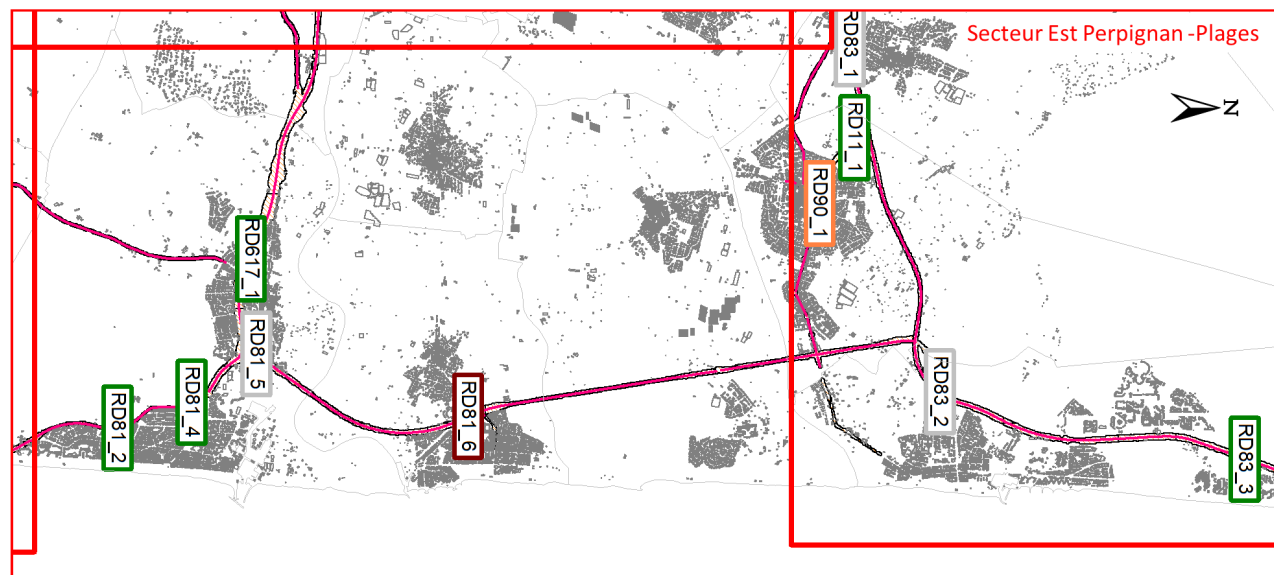 Secteur Est Perpignan -Plages
RD83_1
N
RD11_1
RD90_1
RD617_1
RD81_5
RD81_4
RD81_2
RD81_6
RD83_2
RD83_3